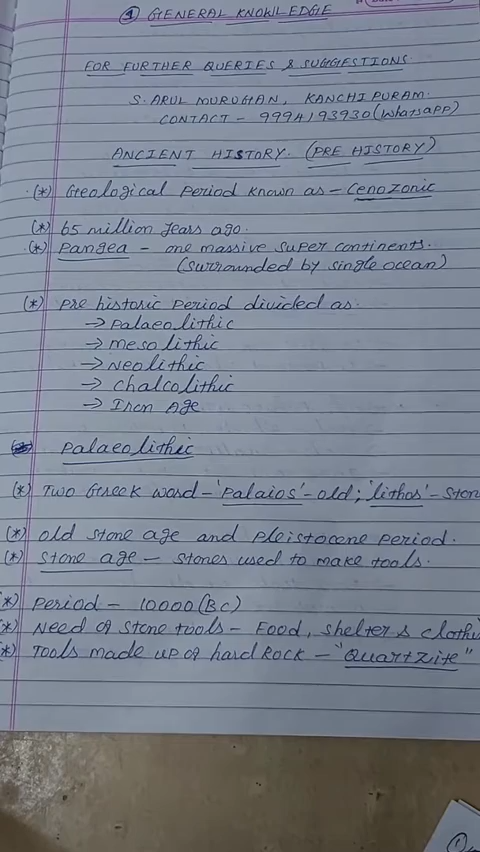 ① GENERAL KNOWLEDGE
FOR FURTHER QUERIES & SUGGESTIONS
S. ARUL MURUGHAN, KANCHIPURAM.
CONTACT - 9994193930 (WhatsAPP)
ANCIENT HISTORY. (PRE HISTORY)
(*) Geological Period known as - Cenozonic
(*) 65 million years ago.
(*) Pangea - one massive super continents.
(surrounded by single ocean)
(*) Pre historic period divided as.
→ Palaeolithic
→ mesolithic
→ Neolithic
→ Chalcolithic
→ Iron Age
Palaeolithic
(*) Two Greek word - 'Palaios' - old; 'lithos' - Ston
(*) old stone age and Pleistocene Period.
(*) Stone age - stones used to make tools.
(*) Period - 10000 (BC)
(*) Need of stone tools - Food, shelter & clothi
(*) Tools made up of hard ROCK - "Quartzite"